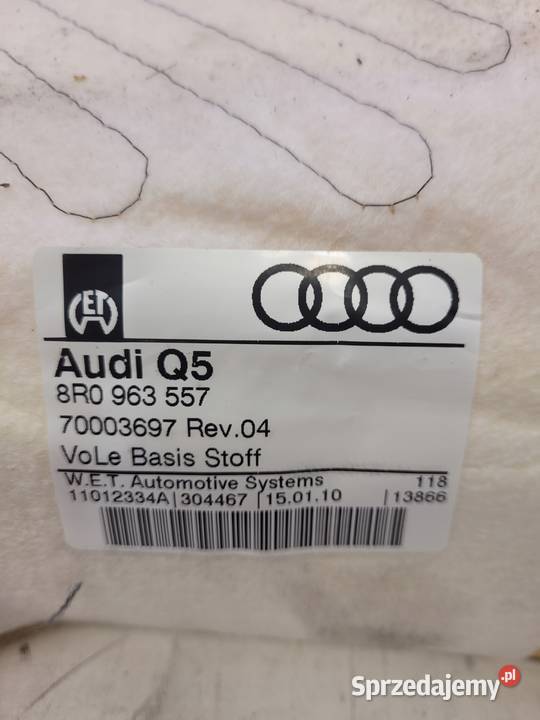 WET
Audi Q5
8R0 963 557
70003697 Rev.04
VoLe Basis Stoff
W.E.T. Automotive Systems 118
11012334A|304467 |15.01.10 |13866
Sprzedajemy.pl